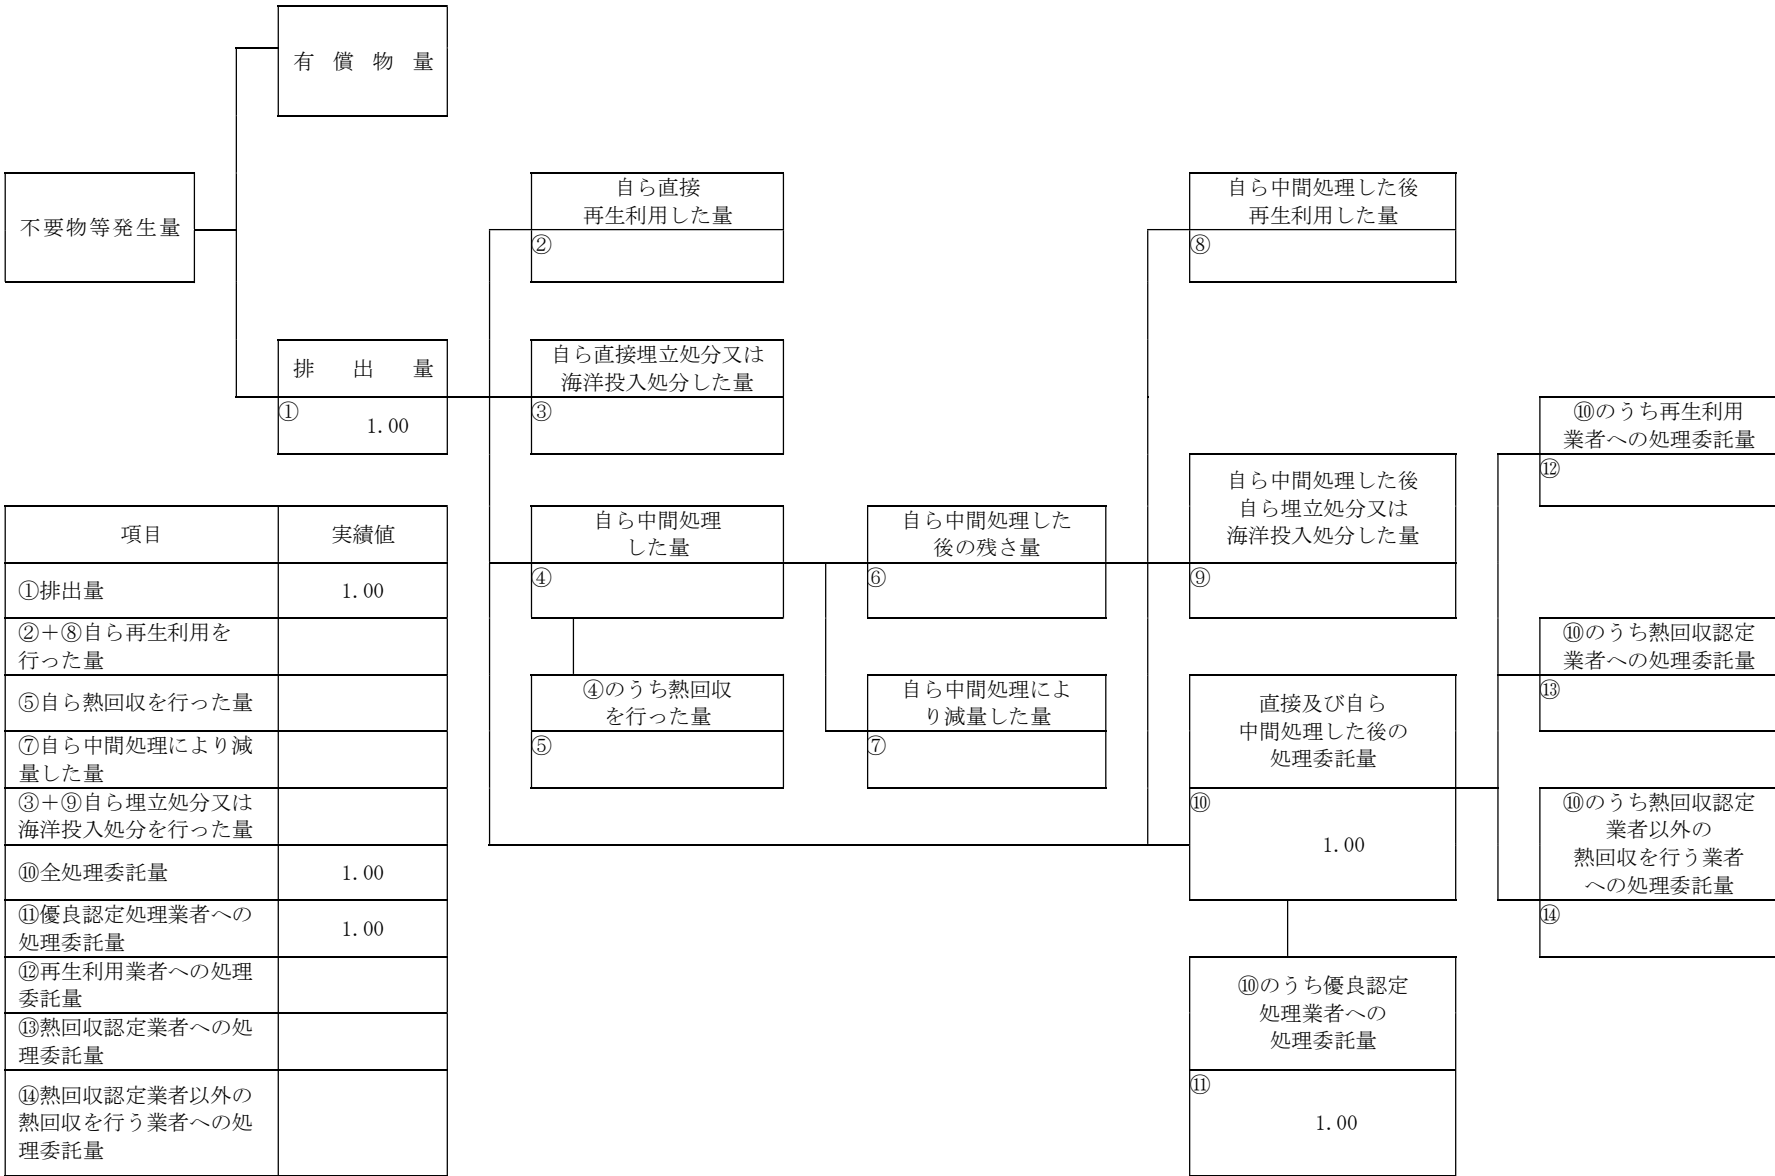 有償物量
不要物等発生量
自ら直接
再生利用した量
②
自ら中間処理した後
再生利用した量
⑧
排出量
①
1.00
自ら直接埋立処分又は
海洋投入処分した量
③
⑩のうち再生利用
業者への処理委託量
⑫
自ら中間処理
した量
④
自ら中間処理した
後の残さ量
⑥
自ら中間処理した後
自ら埋立処分又は
海洋投入処分した量
⑨
⑩のうち熱回収認定
業者への処理委託量
⑬
④のうち熱回収
を行った量
⑤
自ら中間処理によ
り減量した量
⑦
直接及び自ら
中間処理した後の
処理委託量
⑩
1.00
⑩のうち熱回収認定
業者以外の
熱回収を行う業者
への処理委託量
⑭
⑩のうち優良認定
処理業者への
処理委託量
⑪
1.00
項目 実績値
①排出量 1.00
②＋⑧自ら再生利用を
行った量
⑤自ら熱回収を行った量
⑦自ら中間処理により減
量した量
③＋⑨自ら埋立処分又は
海洋投入処分を行った量
⑩全処理委託量 1.00
⑪優良認定処理業者への
処理委託量 1.00
⑫再生利用業者への処理
委託量
⑬熱回収認定業者への処
理委託量
⑭熱回収認定業者以外の
熱回収を行う業者への処
理委託量